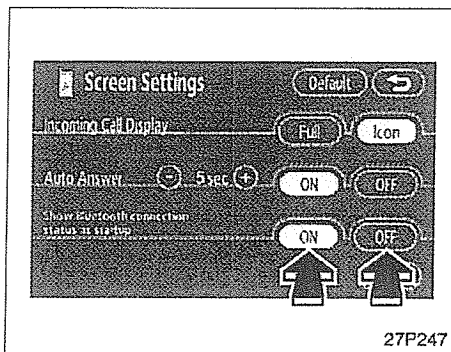 Screen Settings Default
Incoming Call Display Full Icon
Auto Answer - 5 sec + ON OFF
Show Bluetooth connection
status at startup ON OFF
27P247